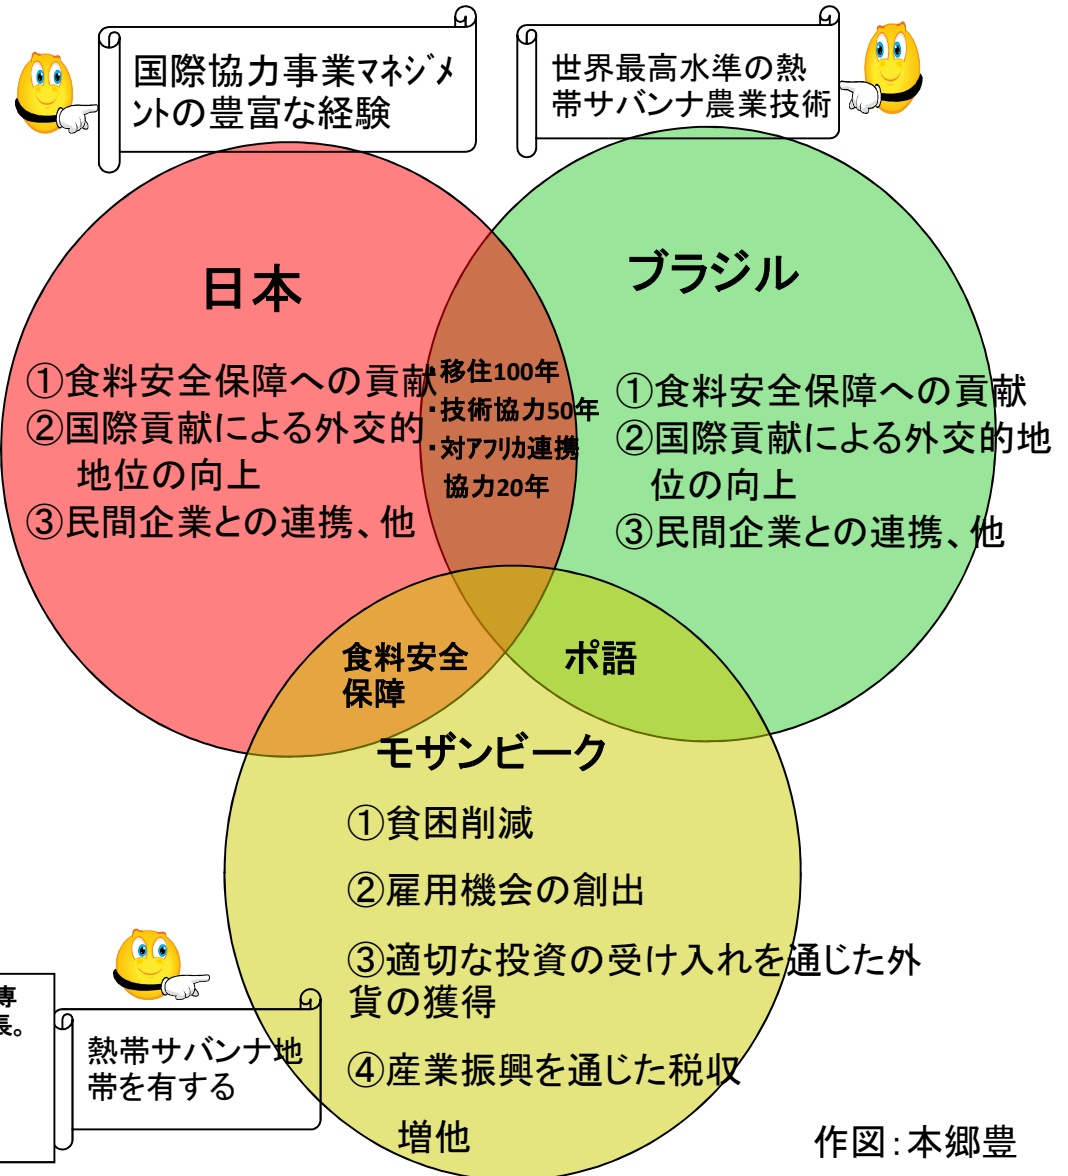 国際協力事業マネジメ
ントの豊富な経験
世界最高水準の熱
帯サバンナ農業技術
日本
①食料安全保障への貢献
②国際貢献による外交的
地位の向上
③民間企業との連携、他
・移住100年
・技術協力50年
・対アフリカ連携
協力20年
ブラジル
①食料安全保障への貢献
②国際貢献による外交的地
位の向上
③民間企業との連携、他
食料安全
保障
ポ語
モザンビーク
①貧困削減
②雇用機会の創出
③適切な投資の受け入れを通じた外
貨の獲得
④産業振興を通じた税収
増他
専
長。
熱帯サバンナ地
帯を有する
作図：本郷豊